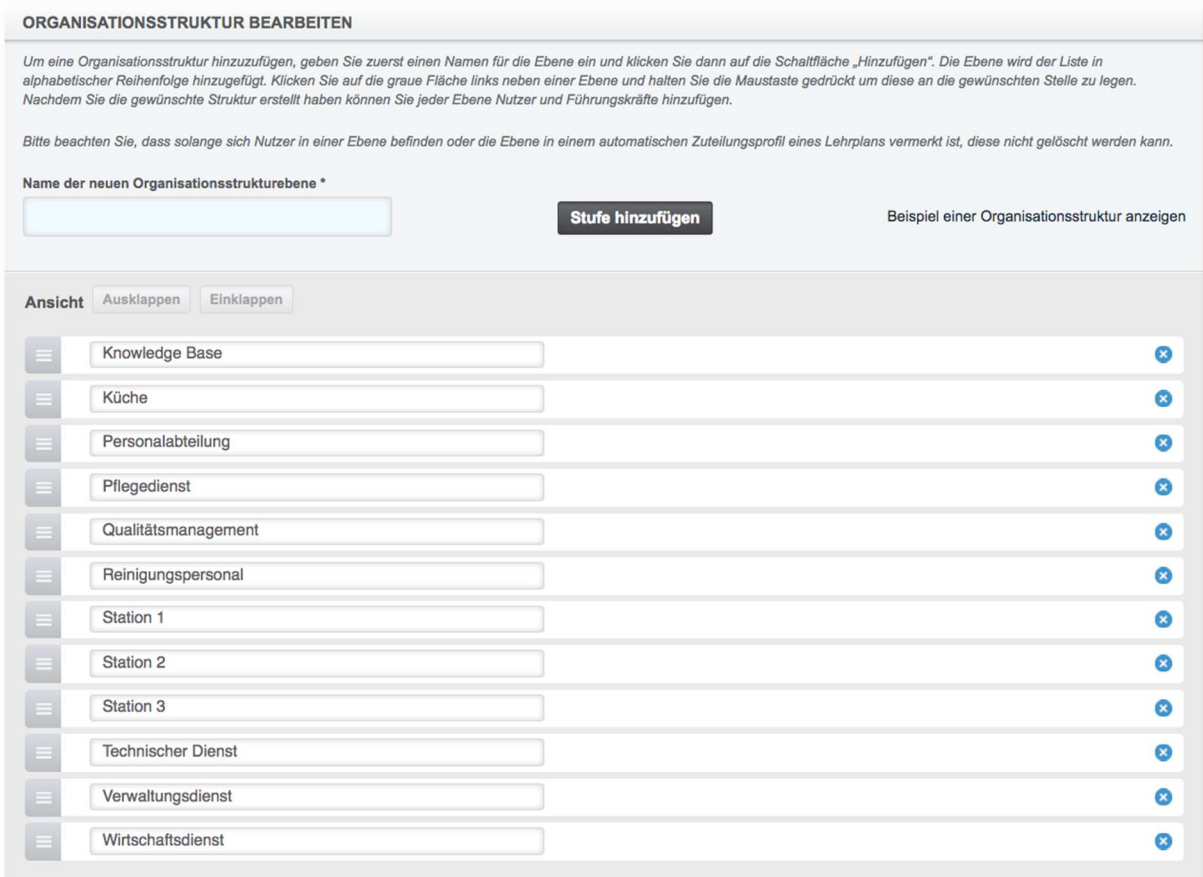 ORGANISATIONSSTRUKTUR BEARBEITEN
Um eine Organisationsstruktur hinzuzufügen, geben Sie zuerst einen Namen für die Ebene ein und klicken Sie dann auf die Schaltfläche „Hinzufügen“. Die Ebene wird der Liste in
alphabetischer Reihenfolge hinzugefügt. Klicken Sie auf die graue Fläche links neben einer Ebene und halten Sie die Maustaste gedrückt um diese an die gewünschten Stelle zu legen.
Nachdem Sie die gewünschte Struktur erstellt haben können Sie jeder Ebene Nutzer und Führungskräfte hinzufügen.
Bitte beachten Sie, dass solange sich Nutzer in einer Ebene befinden oder die Ebene in einem automatischen Zuteilungsprofil eines Lehrplans vermerkt ist, diese nicht gelöscht werden kann.
Name der neuen Organisationsstrukturebene *
Stufe hinzufügen
Beispiel einer Organisationsstruktur anzeigen
Ansicht Ausklappen Einklappen
Knowledge Base
Küche
Personalabteilung
Pflegedienst
Qualitätsmanagement
Reinigungspersonal
Station 1
Station 2
Station 3
Technischer Dienst
Verwaltungsdienst
Wirtschaftsdienst